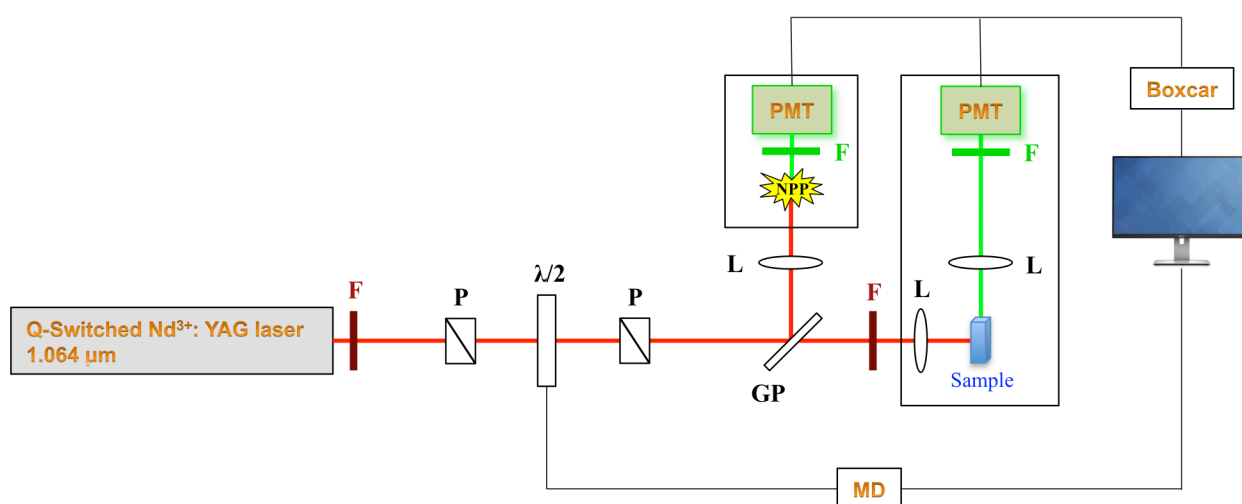 PMT
PMT
Boxcar
F
F
NPP
L
L
λ/2
L
F
P
P
F
Q-Switched Nd³⁺: YAG laser
1.064 µm
Sample
GP
MD